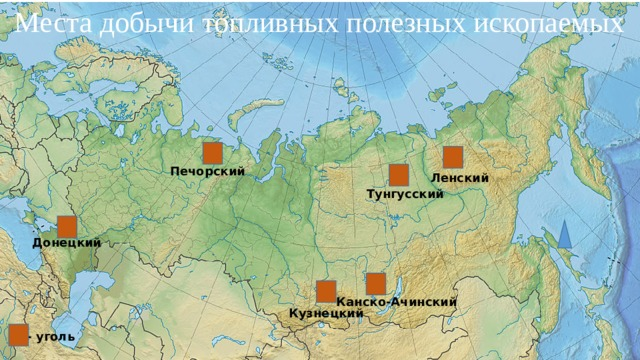 Места добычи топливных полезных ископаемых
Печорский
Ленский
Тунгусский
Донецкий
Канско-Ачинский
Кузнецкий
- уголь